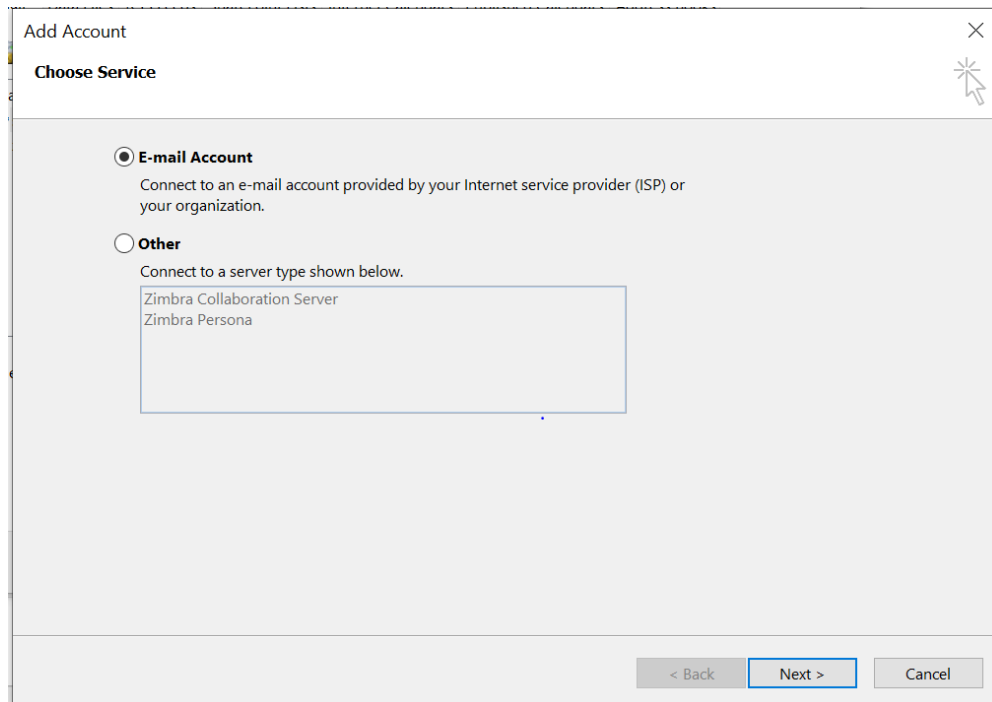 Add Account
Choose Service
E-mail Account
Connect to an e-mail account provided by your Internet service provider (ISP) or
your organization.
Other
Connect to a server type shown below.
Zimbra Collaboration Server
Zimbra Persona
< Back
Next >
Cancel